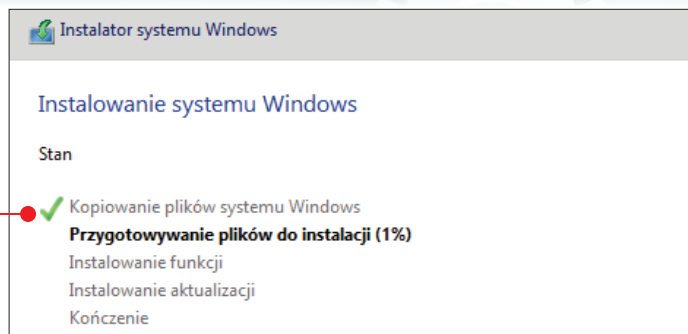 Instalator systemu Windows
Instalowanie systemu Windows
Stan
Kopiowanie plików systemu Windows
Przygotowywanie plików do instalacji (1%)
Instalowanie funkcji
Instalowanie aktualizacji
Kończenie